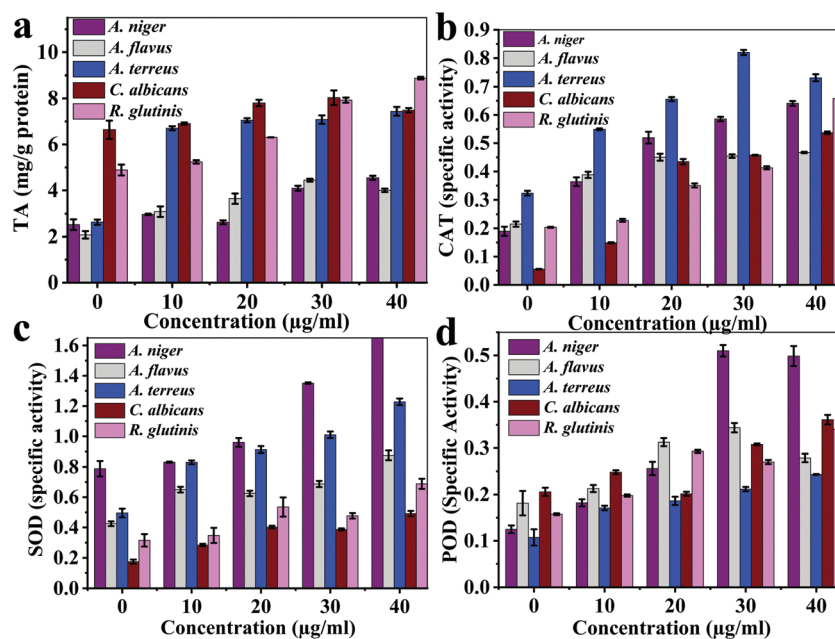 a
A. niger
A. flavus
A. terreus
C. albicans
R. glutinis
10
8
6
4
2
0
TA (mg/g protein)
0 10 20 30 40
Concentration (µg/ml)
b
A. niger
A. flavus
A. terreus
C. albicans
R. glutinis
0.9
0.8
0.7
0.6
0.5
0.4
0.3
0.2
0.1
0.0
CAT (specific activity)
0 10 20 30 40
Concentration (µg/ml)
c
A. niger
A. flavus
A. terreus
C. albicans
R. glutinis
1.6
1.4
1.2
1.0
0.8
0.6
0.4
0.2
0.0
SOD (specific activity)
0 10 20 30 40
Concentration (µg/ml)
d
A. niger
A. flavus
A. terreus
C. albicans
R. glutinis
0.5
0.4
0.3
0.2
0.1
0.0
POD (Specific Activity)
0 10 20 30 40
Concentration (µg/ml)